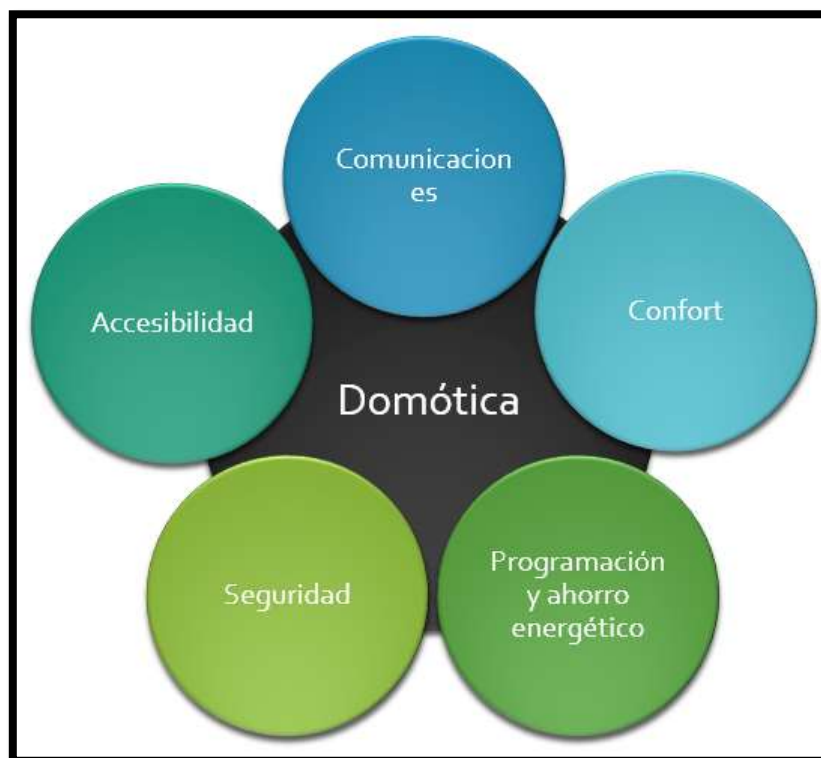 Comunicacion
es
Accesibilidad
Confort
Domótica
Seguridad
Programación
y ahorro
energético